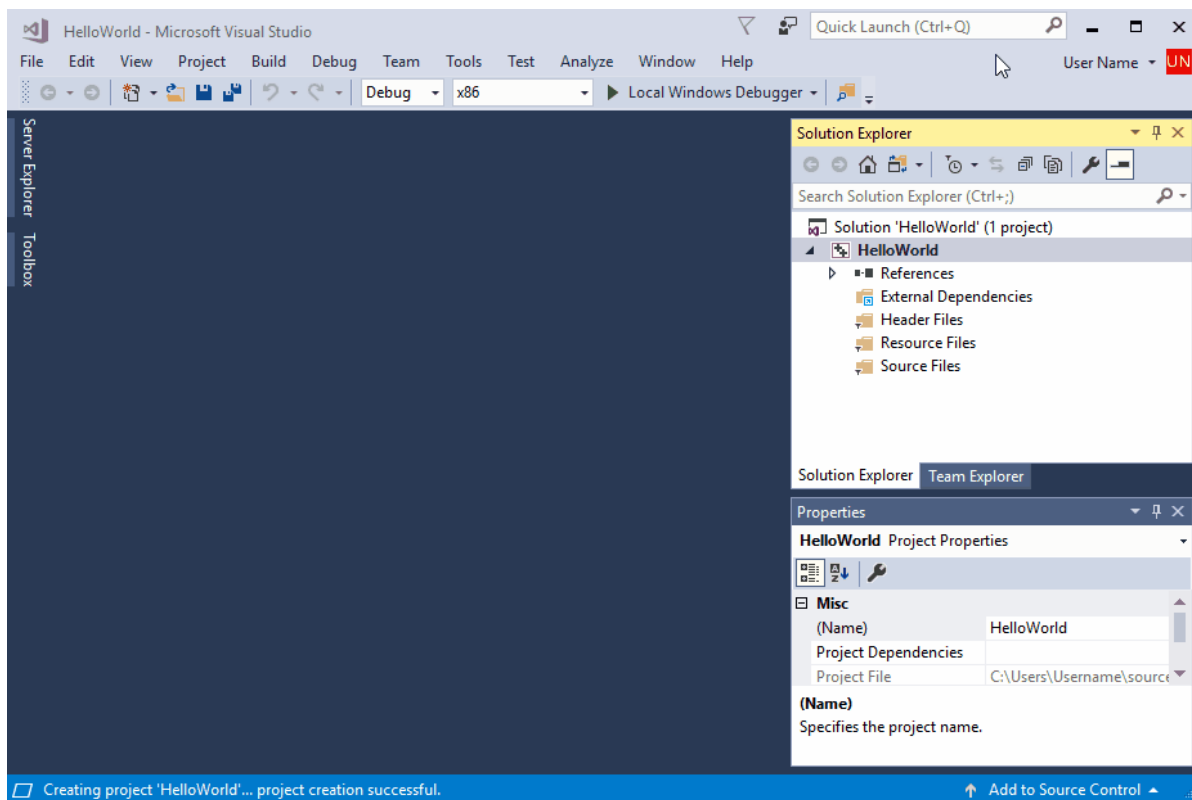 HelloWorld - Microsoft Visual Studio
Quick Launch (Ctrl+Q)
File Edit View Project Build Debug Team Tools Test Analyze Window Help
User Name UN
Debug x86 Local Windows Debugger
Server Explorer
Toolbox
Solution Explorer
Search Solution Explorer (Ctrl+;)
Solution 'HelloWorld' (1 project)
HelloWorld
References
External Dependencies
Header Files
Resource Files
Source Files
Solution Explorer Team Explorer
Properties
HelloWorld Project Properties
Misc
(Name) HelloWorld
Project Dependencies
Project File C:\Users\Username\source
(Name)
Specifies the project name.
Creating project 'HelloWorld'... project creation successful.
Add to Source Control